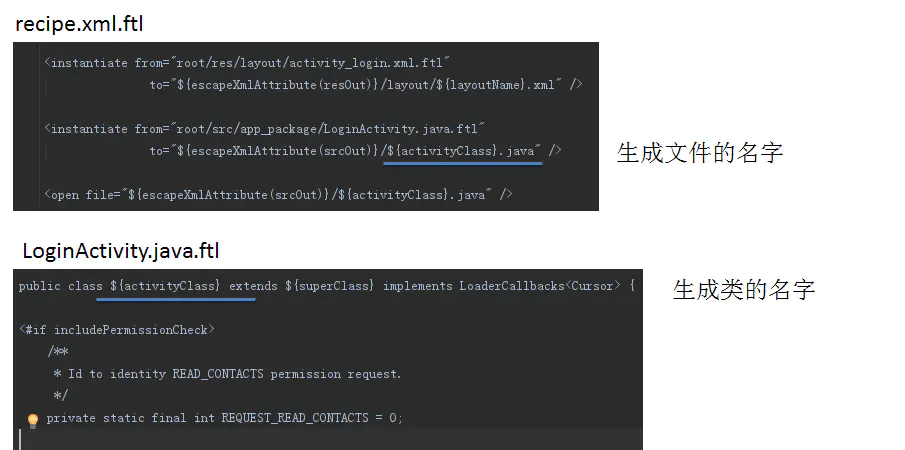 recipe.xml.ftl
<instantiate from="root/res/layout/activity_login.xml.ftl"
to="${escapeXmlAttribute(resOut)}/layout/${layoutName}.xml" />
<instantiate from="root/src/app_package/LoginActivity.java.ftl"
to="${escapeXmlAttribute(srcOut)}/${activityClass}.java" />
生成文件的名字
<open file="${escapeXmlAttribute(srcOut)}/${activityClass}.java" />
LoginActivity.java.ftl
public class ${activityClass} extends ${superClass} implements LoaderCallbacks<Cursor> {
生成类的名字
<#if includePermissionCheck>
/**
* Id to identity READ_CONTACTS permission request.
*/
private static final int REQUEST_READ_CONTACTS = 0;